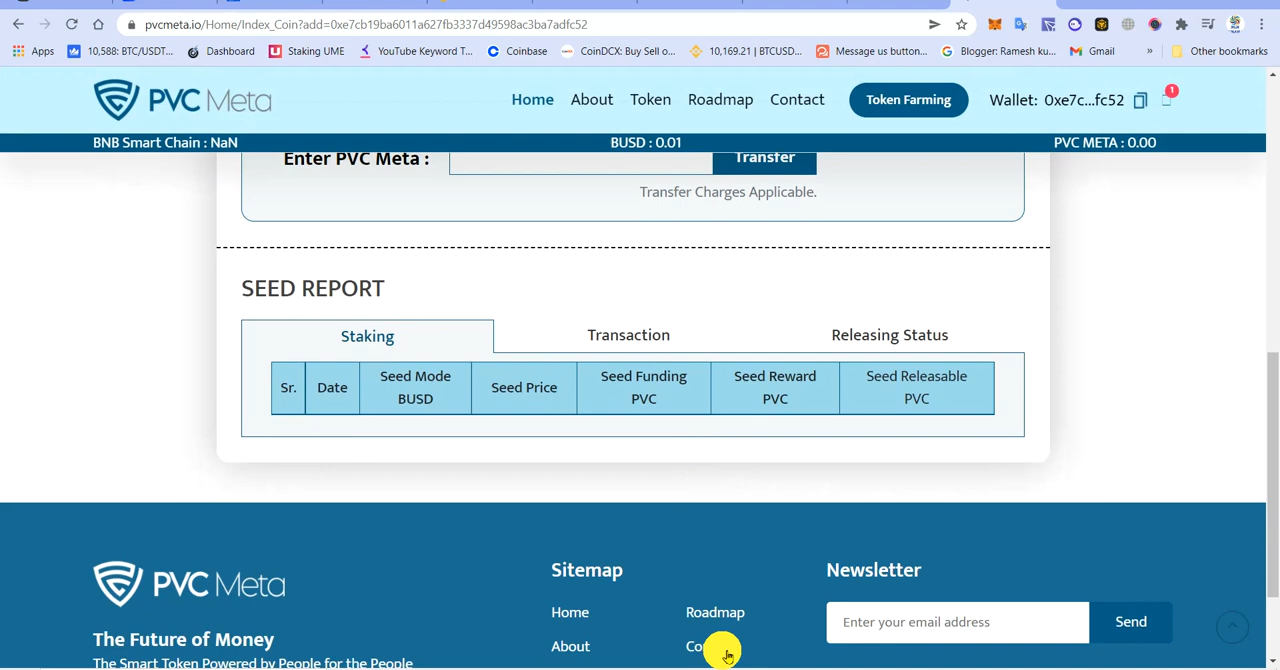 pvcmeta.io/Home/Index_Coin?add=0xe7cb19ba6011a627fb3337d49598ac3ba7adfc52
Apps 10,588: BTC/USDT... Dashboard Staking UME YouTube Keyword T... Coinbase CoinDCX: Buy Sell o... 10,169.21 | BTCUSD... Message us button... Blogger: Ramesh ku... Gmail » Other bookmarks
PVC Meta Home About Token Roadmap Contact Token Farming Wallet: 0xe7c...fc52 1
BNB Smart Chain : NaN BUSD : 0.01 PVC META : 0.00
Enter PVC Meta : Transfer
Transfer Charges Applicable.
SEED REPORT
Staking Transaction Releasing Status
Sr. Date Seed Mode BUSD Seed Price Seed Funding PVC Seed Reward PVC Seed Releasable PVC
PVC Meta Sitemap Newsletter
Home Roadmap Enter your email address Send
The Future of Money About
The Smart Token Powered by People for the People